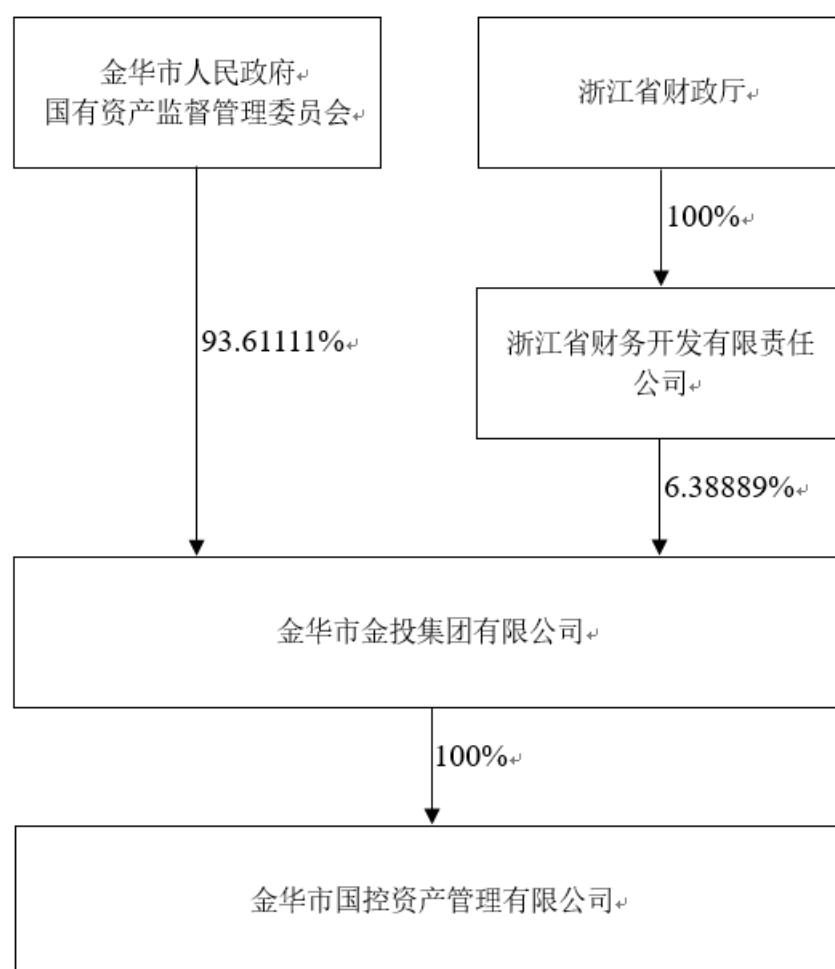 金华市人民政府
国有资产监督管理委员会
浙江省财政厅
100%
93.61111%
浙江省财务开发有限责任
公司
6.38889%
金华市金投集团有限公司
100%
金华市国控资产管理有限公司